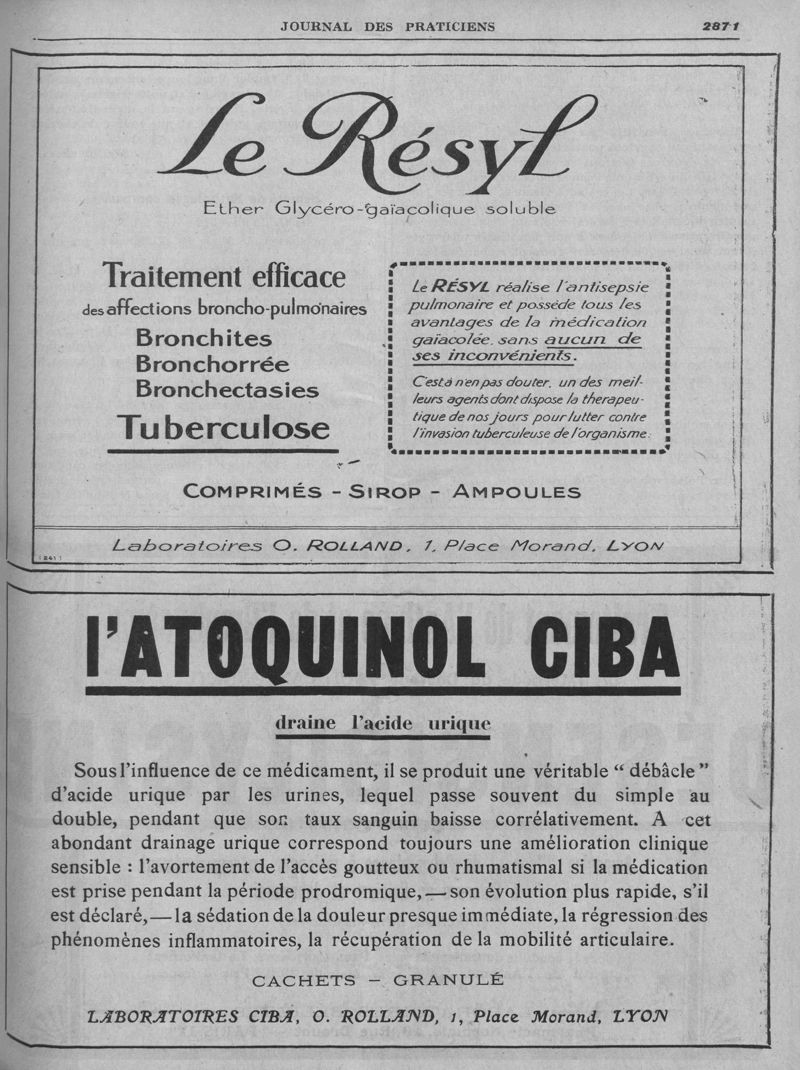 JOURNAL DES PRATICIENS 2871
Le Résyl
Ether Glycéro-gaïacolique soluble
Traitement efficace
des affections broncho-pulmonaires
Bronchites
Bronchorrée
Bronchectasies
Tuberculose
Le RÉSYL réalise l'antisepsie
pulmonaire et possède tous les
avantages de la médication
gaïacolée, sans aucun de
ses inconvénients.
C'est à n'en pas douter, un des meil-
leurs agents dont dispose la therapeu-
tique de nos jours pour lutter contre
l'invasion tuberculeuse de l'organisme.
COMPRIMÉS - SIROP - AMPOULES
Laboratoires O. ROLLAND, 1, Place Morand, LYON
l'ATOQUINOL CIBA
draine l'acide urique
Sous l'influence de ce médicament, il se produit une véritable “ débâcle ”
d'acide urique par les urines, lequel passe souvent du simple au
double, pendant que son taux sanguin baisse corrélativement. A cet
abondant drainage urique correspond toujours une amélioration clinique
sensible : l'avortement de l'accès goutteux ou rhumatismal si la médication
est prise pendant la période prodromique, — son évolution plus rapide, s'il
est déclaré, — la sédation de la douleur presque immédiate, la régression des
phénomènes inflammatoires, la récupération de la mobilité articulaire.
CACHETS — GRANULÉ
LABORATOIRES CIBA, O. ROLLAND, 1, Place Morand, LYON